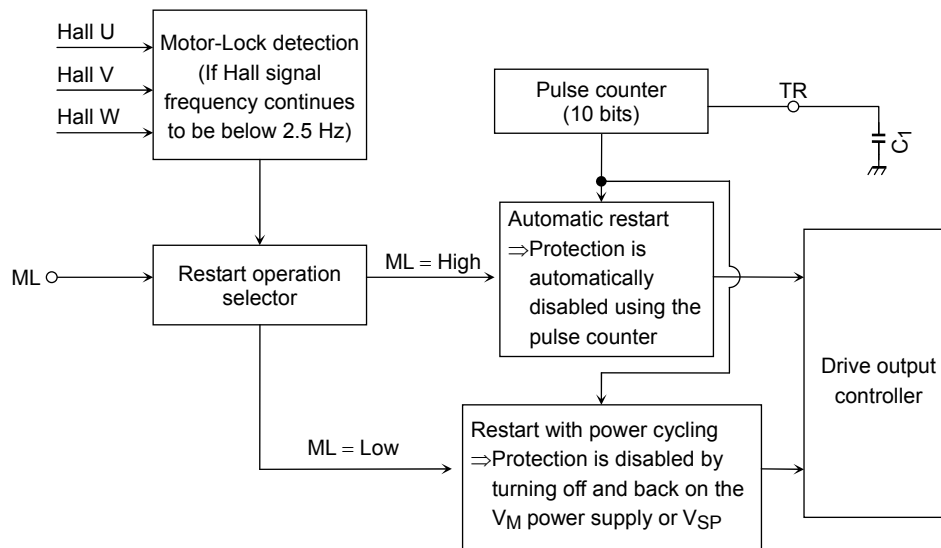 Hall U
Hall V
Hall W
Motor-Lock detection
(If Hall signal
frequency continues
to be below 2.5 Hz)
Pulse counter
(10 bits)
TR
C1
ML
Restart operation
selector
ML = High
Automatic restart
⇒Protection is
automatically
disabled using the
pulse counter
Drive output
controller
ML = Low
Restart with power cycling
⇒Protection is disabled by
turning off and back on the
VM power supply or VSP